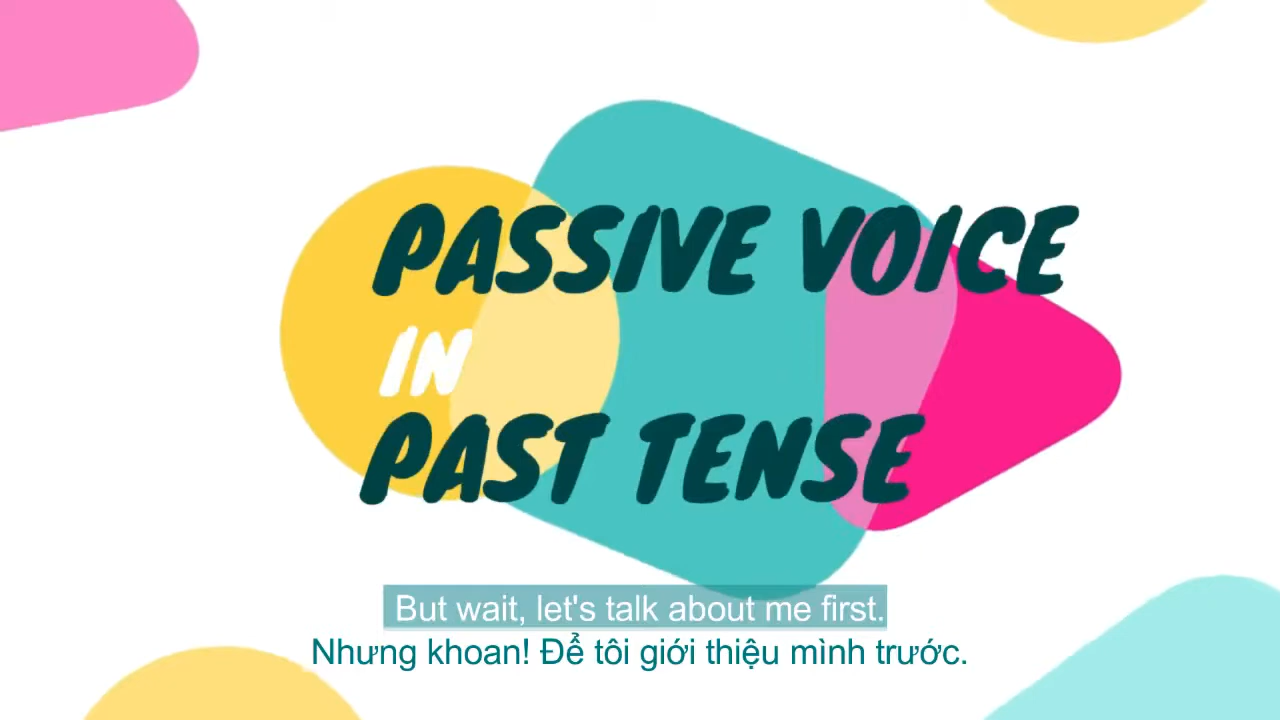 PASSIVE VOICE
IN
PAST TENSE
But wait, let's talk about me first.
Nhưng khoan! Để tôi giới thiệu mình trước.